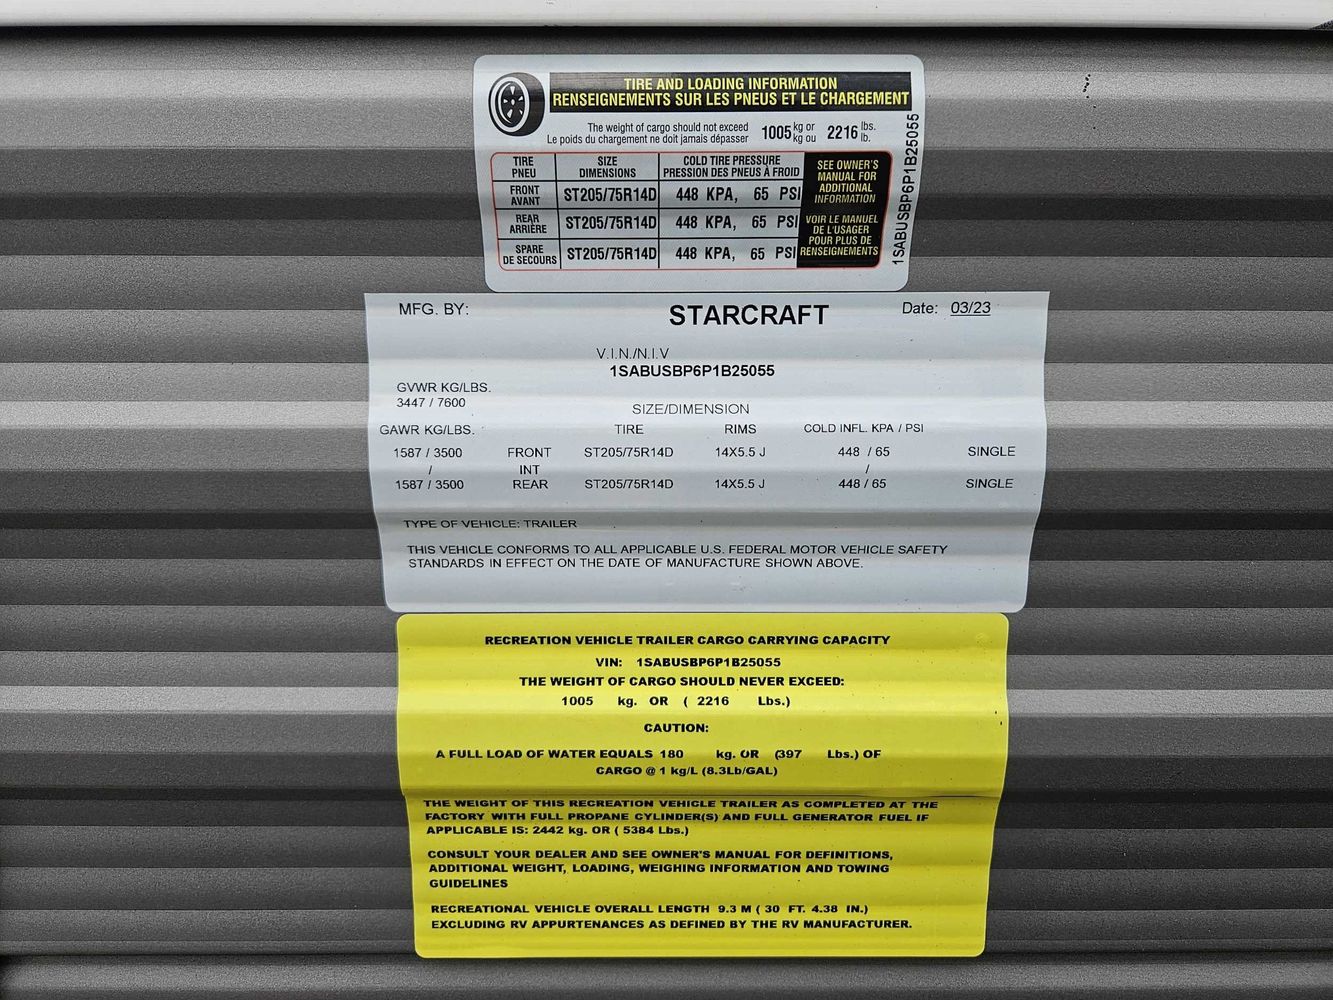 TIRE AND LOADING INFORMATION
RENSEIGNEMENTS SUR LES PNEUS ET LE CHARGEMENT
The weight of cargo should not exceed 1005 kg or 2216 lbs.
Le poids du chargement ne doit jamais dépasser kg ou lb.
TIRE PNEU SIZE DIMENSIONS COLD TIRE PRESSURE PRESSION DES PNEUS À FROID
FRONT AVANT ST205/75R14D 448 KPA, 65 PSI
REAR ARRIÈRE ST205/75R14D 448 KPA, 65 PSI
SPARE DE SECOURS ST205/75R14D 448 KPA, 65 PSI
SEE OWNER'S
MANUAL FOR
ADDITIONAL
INFORMATION
VOIR LE MANUEL
DE L'USAGER
POUR PLUS DE
RENSEIGNEMENTS
1SABUSBP6P1B25055
MFG. BY: STARCRAFT Date: 03/23
V.I.N./N.I.V
1SABUSBP6P1B25055
GVWR KG/LBS.
3447 / 7600
SIZE/DIMENSION
GAWR KG/LBS. TIRE RIMS COLD INFL. KPA / PSI
1587 / 3500 FRONT ST205/75R14D 14X5.5 J 448 / 65 SINGLE
/ INT /
1587 / 3500 REAR ST205/75R14D 14X5.5 J 448 / 65 SINGLE
TYPE OF VEHICLE: TRAILER
THIS VEHICLE CONFORMS TO ALL APPLICABLE U.S. FEDERAL MOTOR VEHICLE SAFETY
STANDARDS IN EFFECT ON THE DATE OF MANUFACTURE SHOWN ABOVE.
RECREATION VEHICLE TRAILER CARGO CARRYING CAPACITY
VIN: 1SABUSBP6P1B25055
THE WEIGHT OF CARGO SHOULD NEVER EXCEED:
1005 kg. OR ( 2216 Lbs.)
CAUTION:
A FULL LOAD OF WATER EQUALS 180 kg. OR (397 Lbs.) OF
CARGO @ 1 kg/L (8.3Lb/GAL)
THE WEIGHT OF THIS RECREATION VEHICLE TRAILER AS COMPLETED AT THE
FACTORY WITH FULL PROPANE CYLINDER(S) AND FULL GENERATOR FUEL IF
APPLICABLE IS: 2442 kg. OR ( 5384 Lbs.)
CONSULT YOUR DEALER AND SEE OWNER'S MANUAL FOR DEFINITIONS,
ADDITIONAL WEIGHT, LOADING, WEIGHING INFORMATION AND TOWING
GUIDELINES
RECREATIONAL VEHICLE OVERALL LENGTH 9.3 M ( 30 FT. 4.38 IN.)
EXCLUDING RV APPURTENANCES AS DEFINED BY THE RV MANUFACTURER.